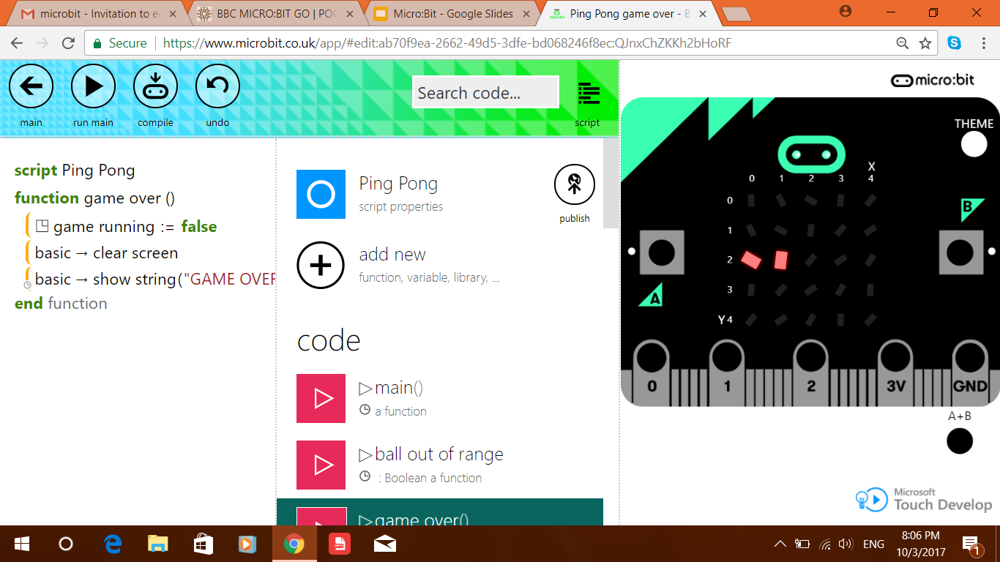 microbit - Invitation to e
BBC MICRO:BIT GO | POC
Micro:Bit - Google Slides
Ping Pong game over - B
Secure
https://www.microbit.co.uk/app/#edit:ab70f9ea-2662-49d5-3dfe-bd068246f8ec:QJnxChZKKh2bHoRF
main
run main
compile
undo
Search code...
script
script Ping Pong
function game over ()
game running := false
basic → clear screen
basic → show string("GAME OVER
end function
Ping Pong
script properties
publish
add new
function, variable, library, ...
code
▷main()
a function
▷ball out of range
: Boolean a function
▷game over()
micro:bit
THEME
X
0 1 2 3 4
0
1
2
3
Y 4
A
B
0 1 2 3V GND
A+B
Microsoft
Touch Develop
ENG
8:06 PM
10/3/2017
1